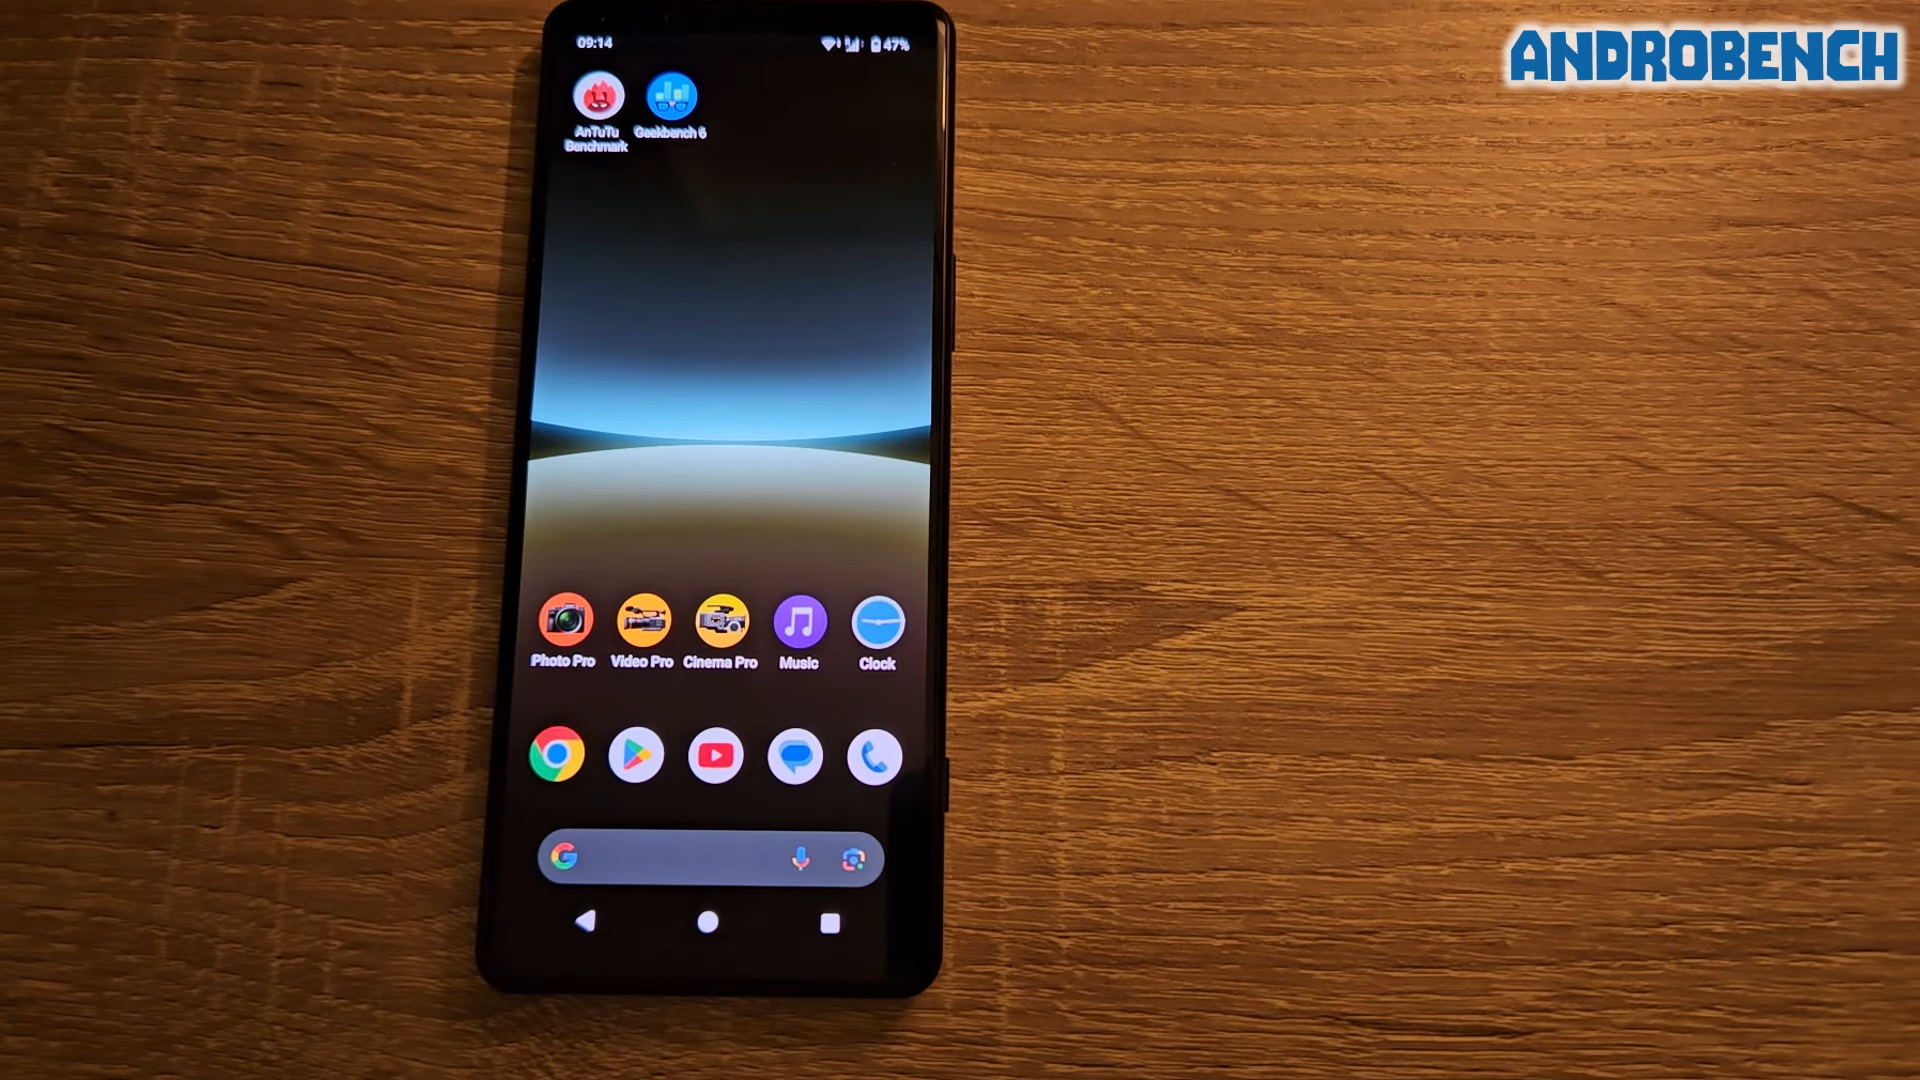 ANDROBENCH
09:14
47%
AnTuTu Benchmark
Geekbench 6
Photo Pro
Video Pro
Cinema Pro
Music
Clock